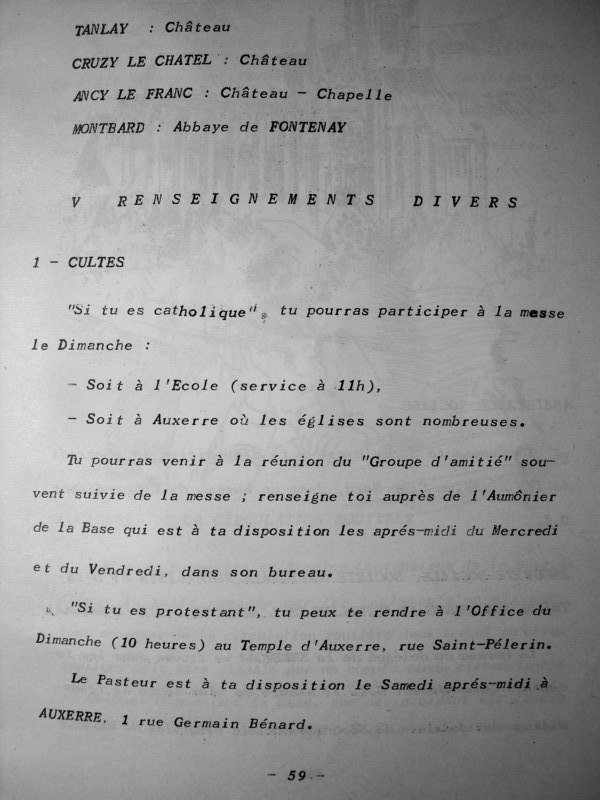 TANLAY : Château
CRUZY LE CHATEL : Château
ANCY LE FRANC : Château - Chapelle
MONTBARD : Abbaye de FONTENAY
V RENSEIGNEMENTS DIVERS
1 - CULTES
"Si tu es catholique", tu pourras participer à la messe
le Dimanche :
- Soit à l'Ecole (service à 11h),
- Soit à Auxerre où les églises sont nombreuses.
Tu pourras venir à la réunion du "Groupe d'amitié" sou-
vent suivie de la messe ; renseigne toi auprès de l'Aumônier
de la Base qui est à ta disposition les aprés-midi du Mercredi
et du Vendredi, dans son bureau.
"Si tu es protestant", tu peux te rendre à l'Office du
Dimanche (10 heures) au Temple d'Auxerre, rue Saint-Pélerin.
Le Pasteur est à ta disposition le Samedi aprés-midi à
AUXERRE, 1 rue Germain Bénard.
- 59 -